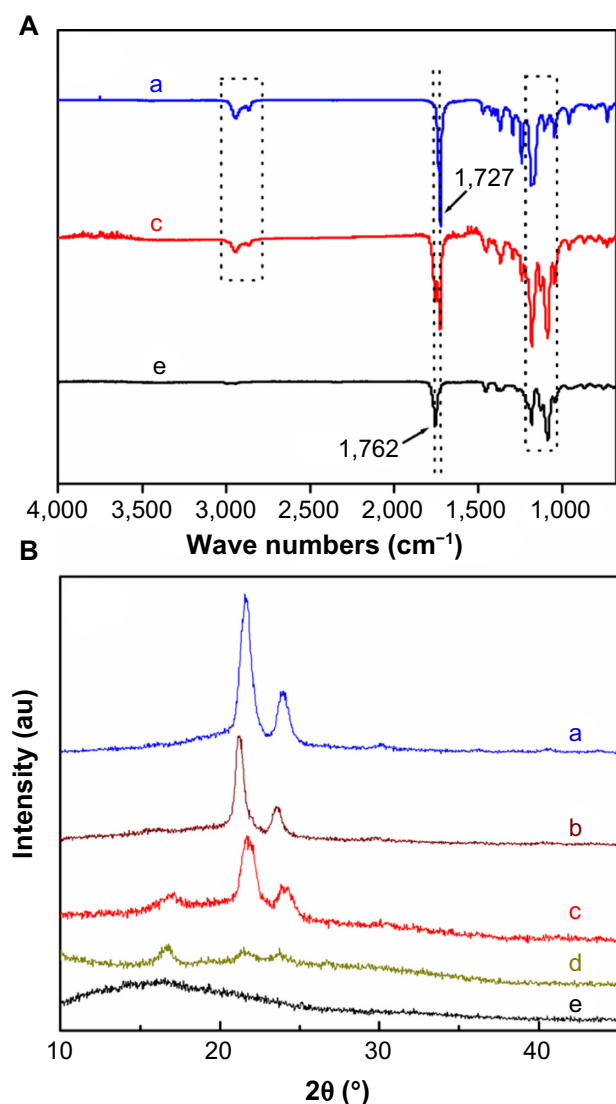 A
a
1,727
c
e
1,762
4,000 3,500 3,000 2,500 2,000 1,500 1,000
Wave numbers (cm⁻¹)
B
a
b
c
d
e
Intensity (au)
10 20 30 40
2θ (°)